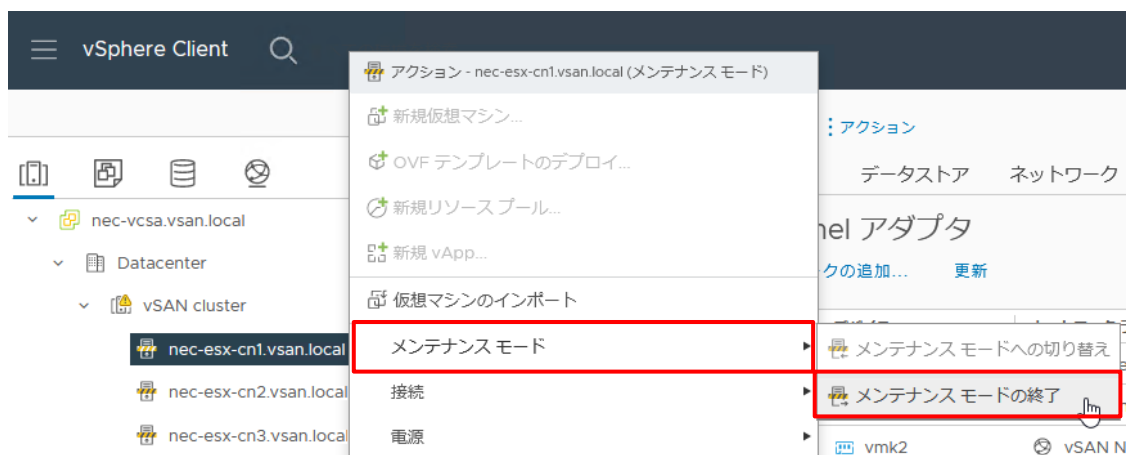 vSphere Client
アクション - nec-esx-cn1.vsan.local (メンテナンス モード)
新規仮想マシン...
OVF テンプレートのデプロイ...
新規リソース プール...
新規 vApp...
仮想マシンのインポート
メンテナンス モード
接続
電源
メンテナンス モードへの切り替え
メンテナンス モードの終了
nec-vcsa.vsan.local
Datacenter
vSAN cluster
nec-esx-cn1.vsan.local
nec-esx-cn2.vsan.local
nec-esx-cn3.vsan.local
アクション
データストア ネットワーク
nel アダプタ
クの追加... 更新
vmk2 vSAN N